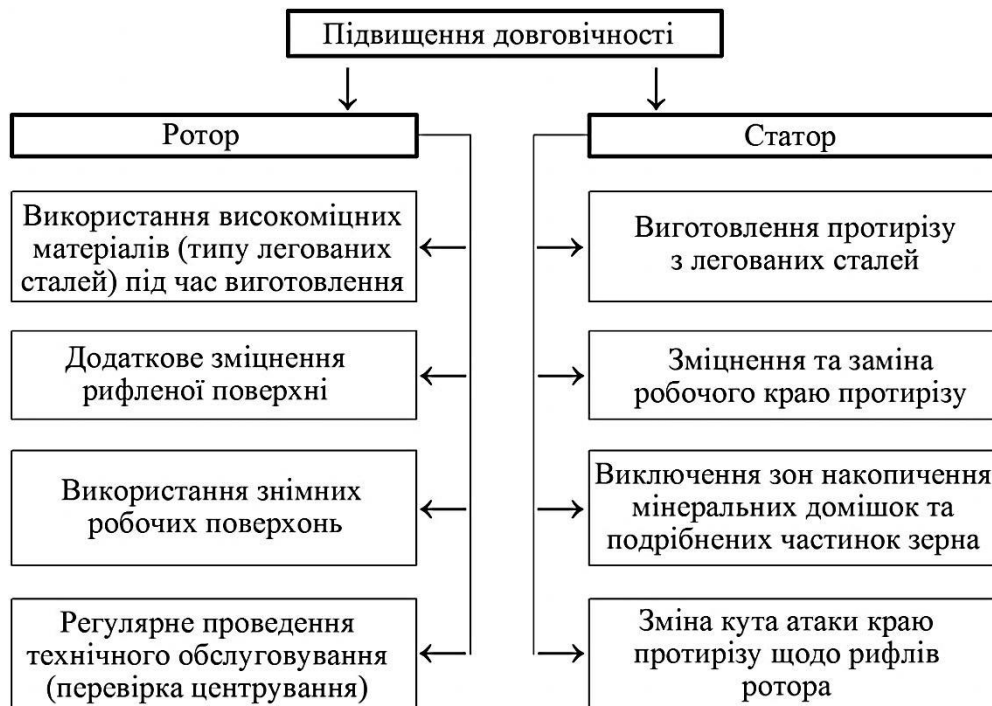 Підвищення довговічності
Ротор
Використання високоміцних
матеріалів (типу легованих
сталей) під час виготовлення
Додаткове зміцнення
рифленої поверхні
Використання знімних
робочих поверхонь
Регулярне проведення
технічного обслуговування
(перевірка центрування)
Статор
Виготовлення протирізу
з легованих сталей
Зміцнення та заміна
робочого краю протирізу
Виключення зон накопичення
мінеральних домішок та
подрібнених частинок зерна
Зміна кута атаки краю
протирізу щодо рифлів
ротора